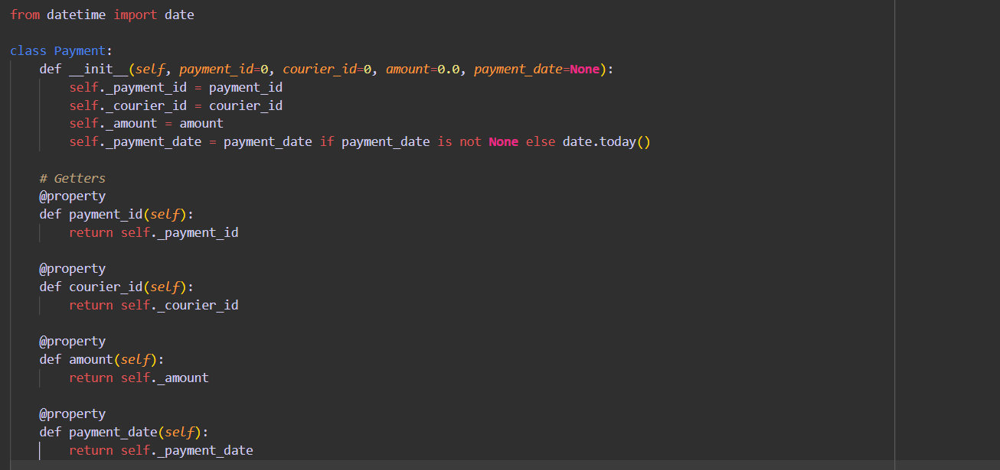 from datetime import date

class Payment:
    def __init__(self, payment_id=0, courier_id=0, amount=0.0, payment_date=None):
        self._payment_id = payment_id
        self._courier_id = courier_id
        self._amount = amount
        self._payment_date = payment_date if payment_date is not None else date.today()

    # Getters
    @property
    def payment_id(self):
        return self._payment_id

    @property
    def courier_id(self):
        return self._courier_id

    @property
    def amount(self):
        return self._amount

    @property
    def payment_date(self):
        return self._payment_date